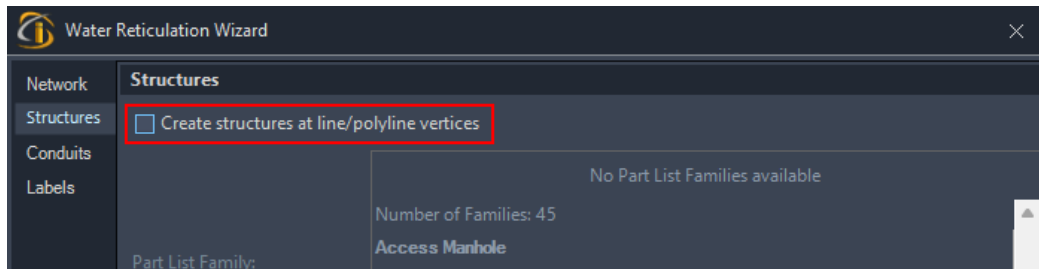 Water Reticulation Wizard
Network
Structures
Conduits
Labels
Structures
Create structures at line/polyline vertices
No Part List Families available
Number of Families: 45
Access Manhole
Part List Family: